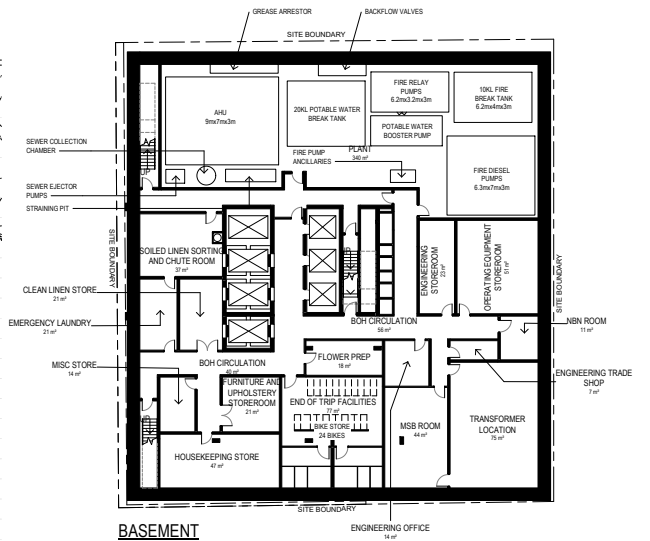 GREASE ARRESTOR
BACKFLOW VALVES
SITE BOUNDARY
AHU
9mx7mx3m
20KL POTABLE WATER
BREAK TANK
FIRE RELAY
PUMPS
6.2mx3.2mx3m
10KL FIRE
BREAK TANK
6.2mx4mx3m
POTABLE WATER
BOOSTER PUMP
SEWER COLLECTION
CHAMBER
FIRE PUMP
ANCILLARIES
PLANT
340 m²
FIRE DIESEL
PUMPS
6.3mx7mx3m
UP
SEWER EJECTOR
PUMPS
STRAINING PIT
SITE BOUNDARY
SOILED LINEN SORTING
AND CHUTE ROOM
37 m²
UP
ENGINEERING
STOREROOM
23 m²
OPERATING EQUIPMENT
STOREROOM
51 m²
SITE BOUNDARY
CLEAN LINEN STORE
21 m²
EMERGENCY LAUNDRY
21 m²
BOH CIRCULATION
56 m²
NBN ROOM
11 m²
MISC STORE
14 m²
BOH CIRCULATION
40 m²
FLOWER PREP
18 m²
ENGINEERING TRADE
SHOP
7 m²
FURNITURE AND
UPHOLSTERY
STOREROOM
21 m²
END OF TRIP FACILITIES
77 m²
BIKE STORE
24 BIKES
UP
MSB ROOM
44 m²
TRANSFORMER
LOCATION
75 m²
HOUSEKEEPING STORE
47 m²
SITE BOUNDARY
ENGINEERING OFFICE
14 m²
BASEMENT